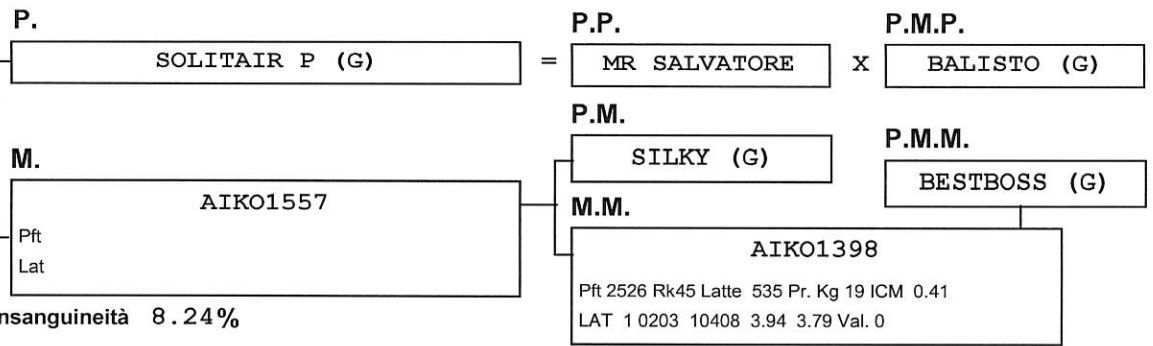 P.
P.P.
P.M.P.
SOLITAIR P (G)
=
MR SALVATORE
X
BALISTO (G)
P.M.
P.M.M.
M.
SILKY (G)
BESTBOSS (G)
AIKO1557
Pft
Lat
M.M.
AIKO1398
Pft 2526 Rk45 Latte 535 Pr. Kg 19 ICM 0.41
LAT 1 0203 10408 3.94 3.79 Val. 0
nsanguineità 8.24%